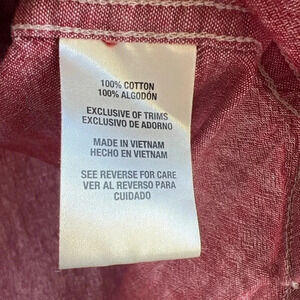 100% COTTON
100% ALGODÓN
EXCLUSIVE OF TRIMS
EXCLUSIVO DE ADORNO
MADE IN VIETNAM
HECHO EN VIETNAM
SEE REVERSE FOR CARE
VER AL REVERSO PARA
CUIDADO